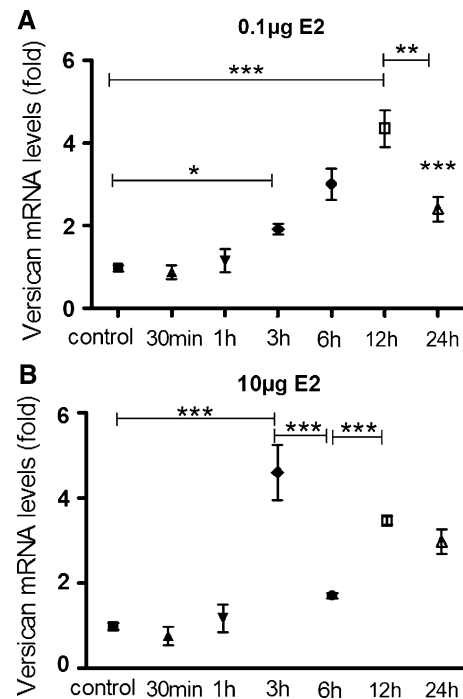 A
0.1µg E2
Versican mRNA levels (fold)
6
4
2
0
***
**
*
***
control 30min 1h 3h 6h 12h 24h
B
10µg E2
Versican mRNA levels (fold)
6
4
2
0
***
***
***
control 30min 1h 3h 6h 12h 24h